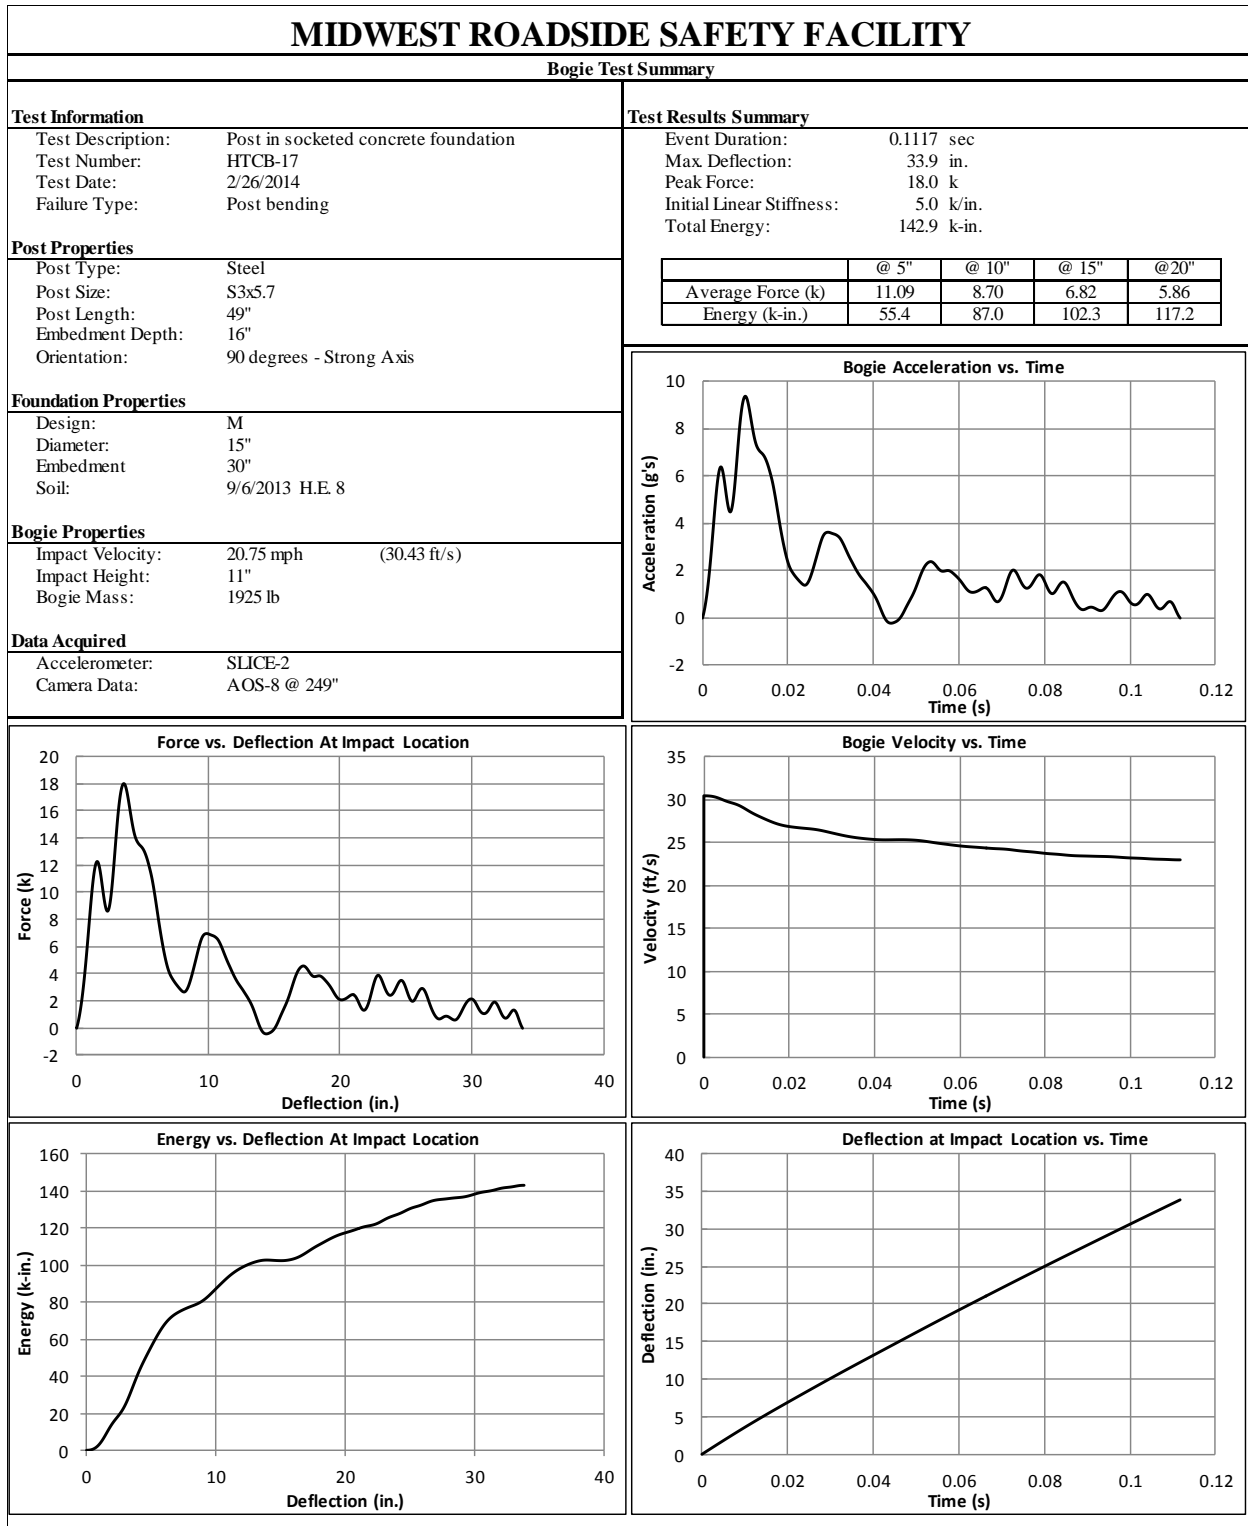 MIDWEST ROADSIDE SAFETY FACILITY
Bogie Test Summary
Test Information
Test Description: Post in socketed concrete foundation
Test Number: HTCB-17
Test Date: 2/26/2014
Failure Type: Post bending
Post Properties
Post Type: Steel
Post Size: S3x5.7
Post Length: 49"
Embedment Depth: 16"
Orientation: 90 degrees - Strong Axis
Foundation Properties
Design: M
Diameter: 15"
Embedment 30"
Soil: 9/6/2013 H.E. 8
Bogie Properties
Impact Velocity: 20.75 mph (30.43 ft/s)
Impact Height: 11"
Bogie Mass: 1925 lb
Data Acquired
Accelerometer: SLICE-2
Camera Data: AOS-8 @ 249"
Test Results Summary
Event Duration: 0.1117 sec
Max. Deflection: 33.9 in.
Peak Force: 18.0 k
Initial Linear Stiffness: 5.0 k/in.
Total Energy: 142.9 k-in.
@ 5" @ 10" @ 15" @20"
Average Force (k) 11.09 8.70 6.82 5.86
Energy (k-in.) 55.4 87.0 102.3 117.2
Bogie Acceleration vs. Time
Acceleration (g's)
10
8
6
4
2
0
-2
0 0.02 0.04 0.06 0.08 0.1 0.12
Time (s)
Force vs. Deflection At Impact Location
Force (k)
20
18
16
14
12
10
8
6
4
2
0
-2
0 10 20 30 40
Deflection (in.)
Bogie Velocity vs. Time
Velocity (ft/s)
35
30
25
20
15
10
5
0
0 0.02 0.04 0.06 0.08 0.1 0.12
Time (s)
Energy vs. Deflection At Impact Location
Energy (k-in.)
160
140
120
100
80
60
40
20
0
0 10 20 30 40
Deflection (in.)
Deflection at Impact Location vs. Time
Deflection (in.)
40
35
30
25
20
15
10
5
0
0 0.02 0.04 0.06 0.08 0.1 0.12
Time (s)